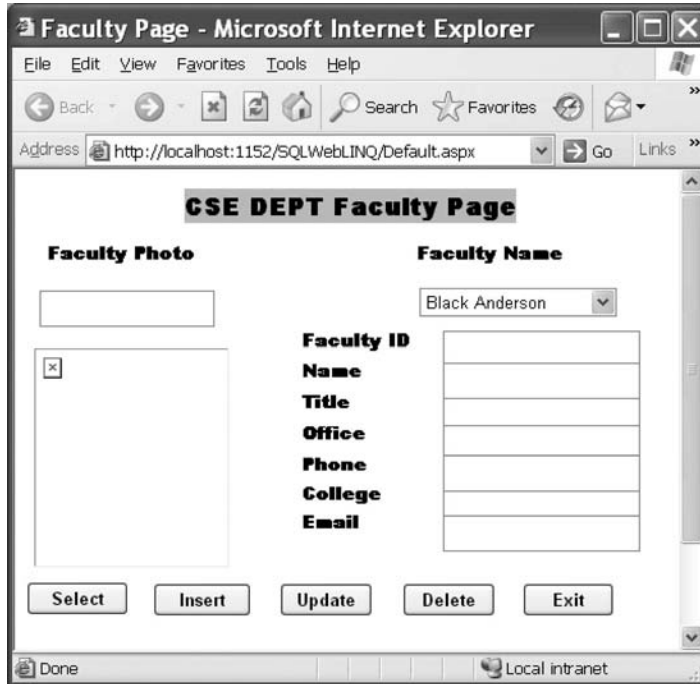 Faculty Page - Microsoft Internet Explorer
File Edit View Favorites Tools Help
Back Search Favorites »
Address http://localhost:1152/SQLWebLINQ/Default.aspx Go Links »
CSE DEPT Faculty Page
Faculty Photo Faculty Name
Black Anderson
Faculty ID
Name
Title
Office
Phone
College
Email
Select Insert Update Delete Exit
Done Local intranet